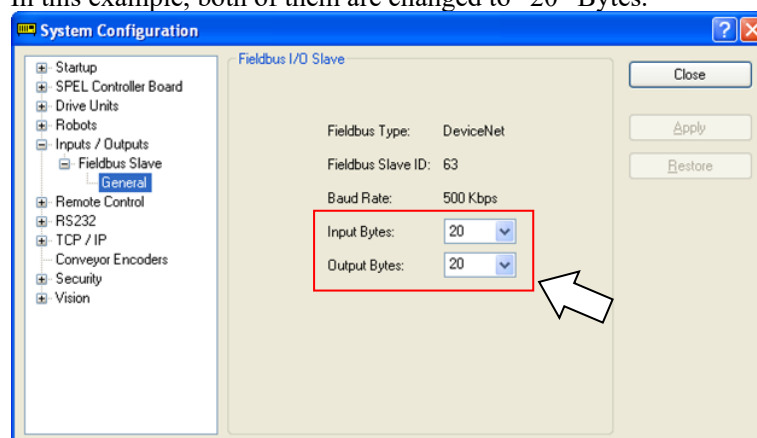 In this example, both of them are changed to "20" Bytes.
System Configuration
Startup
SPEL Controller Board
Drive Units
Robots
Inputs / Outputs
Fieldbus Slave
General
Remote Control
RS232
TCP / IP
Conveyor Encoders
Security
Vision
Fieldbus I/O Slave
Fieldbus Type: DeviceNet
Fieldbus Slave ID: 63
Baud Rate: 500 Kbps
Input Bytes: 20
Output Bytes: 20
Close
Apply
Restore